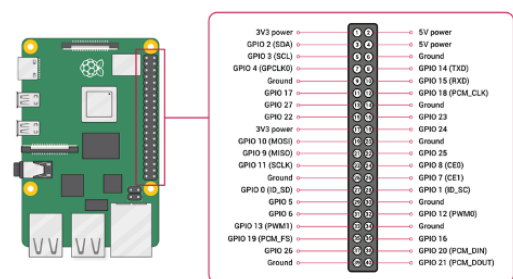 3V3 power 1 2 5V power
GPIO 2 (SDA) 3 4 5V power
GPIO 3 (SCL) 5 6 Ground
GPIO 4 (GPCLK0) 7 8 GPIO 14 (TXD)
Ground 9 10 GPIO 15 (RXD)
GPIO 17 11 12 GPIO 18 (PCM_CLK)
GPIO 27 13 14 Ground
GPIO 22 15 16 GPIO 23
3V3 power 17 18 GPIO 24
GPIO 10 (MOSI) 19 20 Ground
GPIO 9 (MISO) 21 22 GPIO 25
GPIO 11 (SCLK) 23 24 GPIO 8 (CE0)
Ground 25 26 GPIO 7 (CE1)
GPIO 0 (ID_SD) 27 28 GPIO 1 (ID_SC)
GPIO 5 29 30 Ground
GPIO 6 31 32 GPIO 12 (PWM0)
GPIO 13 (PWM1) 33 34 Ground
GPIO 19 (PCM_FS) 35 36 GPIO 16
GPIO 26 37 38 GPIO 20 (PCM_DIN)
Ground 39 40 GPIO 21 (PCM_DOUT)